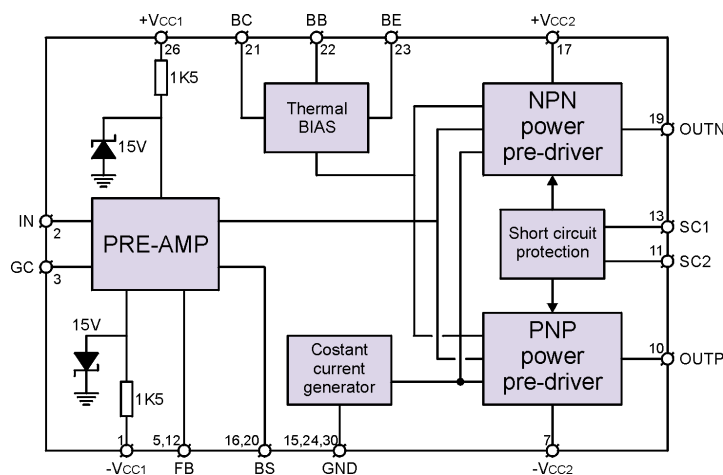 +VCC1 BC BB BE +VCC2
26 21 22 23 17
1K5
15V
Thermal
BIAS
NPN
power
pre-driver
19 OUTN
IN 2
GC 3
PRE-AMP
Short circuit
protection
13 SC1
11 SC2
15V
1K5
Costant
current
generator
PNP
power
pre-driver
10 OUTP
1 5,12 16,20 15,24,30 7
-VCC1 FB BS GND -VCC2